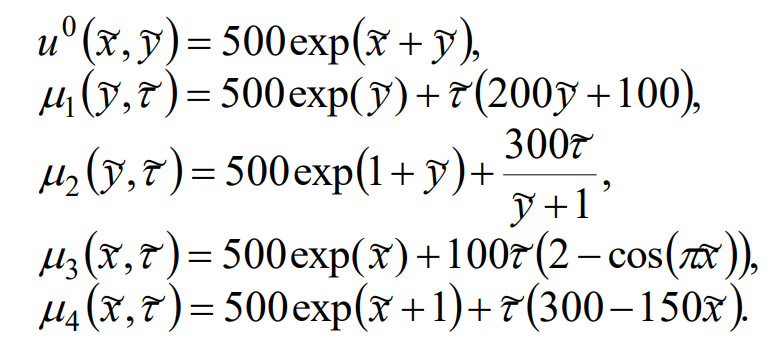 u⁰(x̃, ỹ) = 500exp(x̃ + ỹ),
μ₁(ỹ, τ̃) = 500exp(ỹ) + τ̃(200ỹ + 100),
μ₂(ỹ, τ̃) = 500exp(1 + ỹ) + 300τ̃/(ỹ + 1),
μ₃(x̃, τ̃) = 500exp(x̃) + 100τ̃(2 − cos(πx̃)),
μ₄(x̃, τ̃) = 500exp(x̃ + 1) + τ̃(300 − 150x̃).